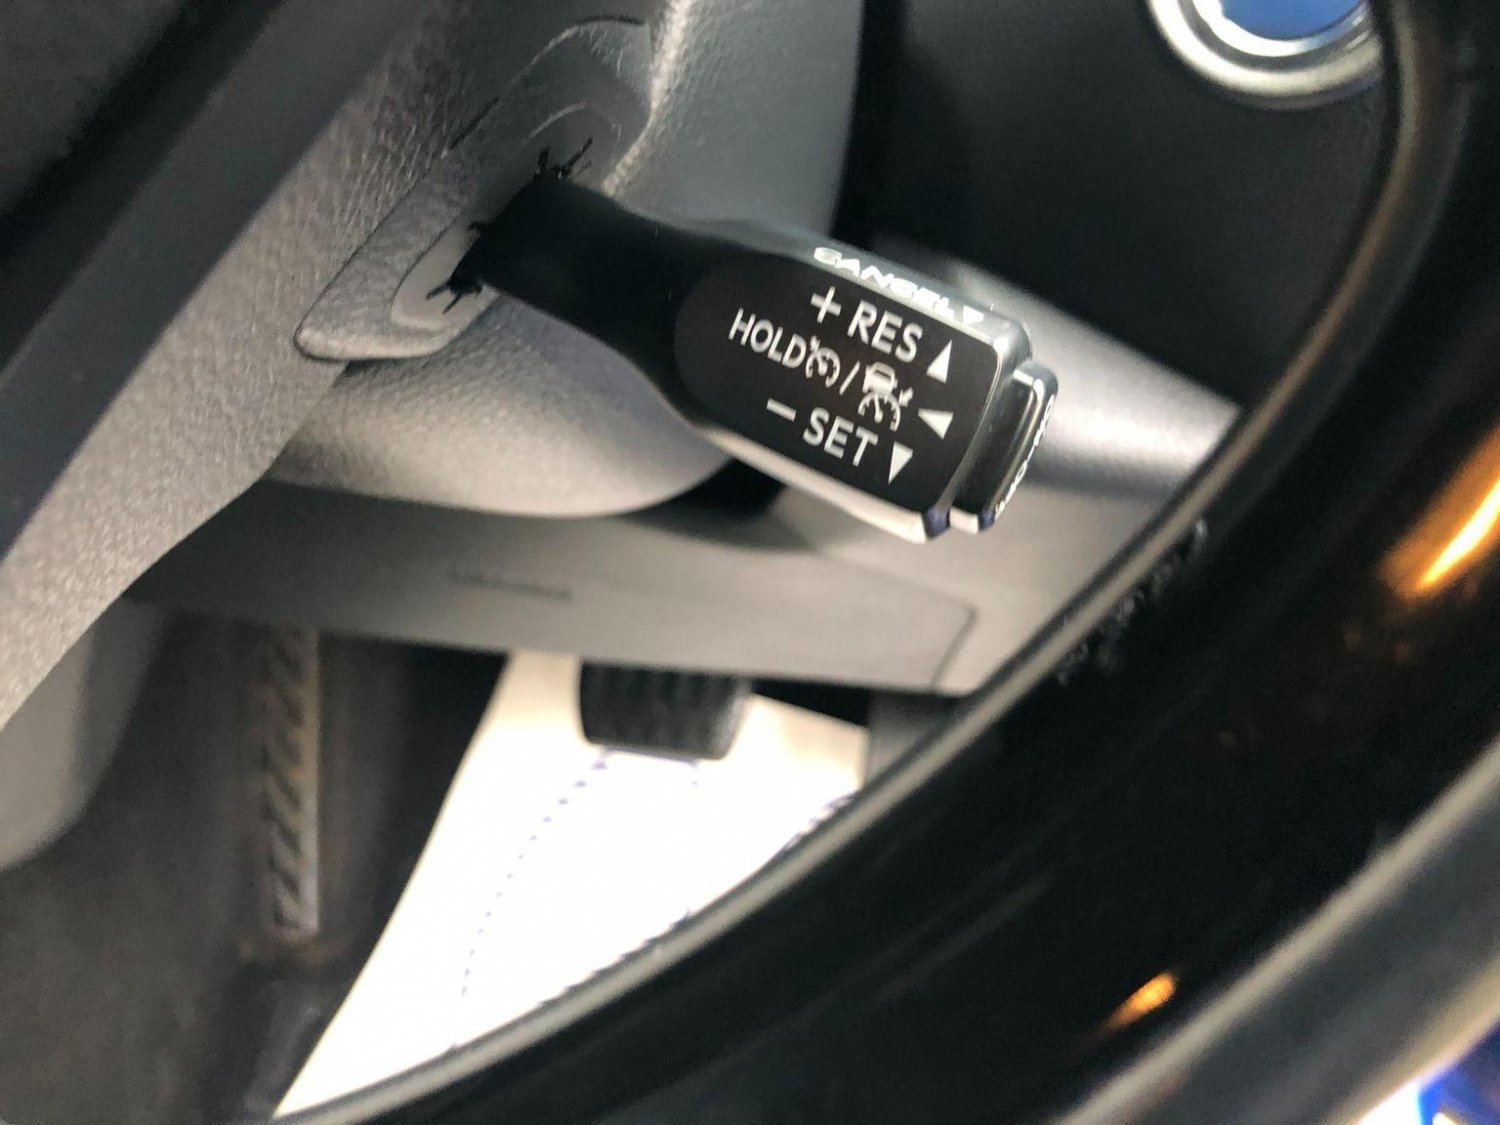 CANCEL
+ RES
HOLD /
− SET